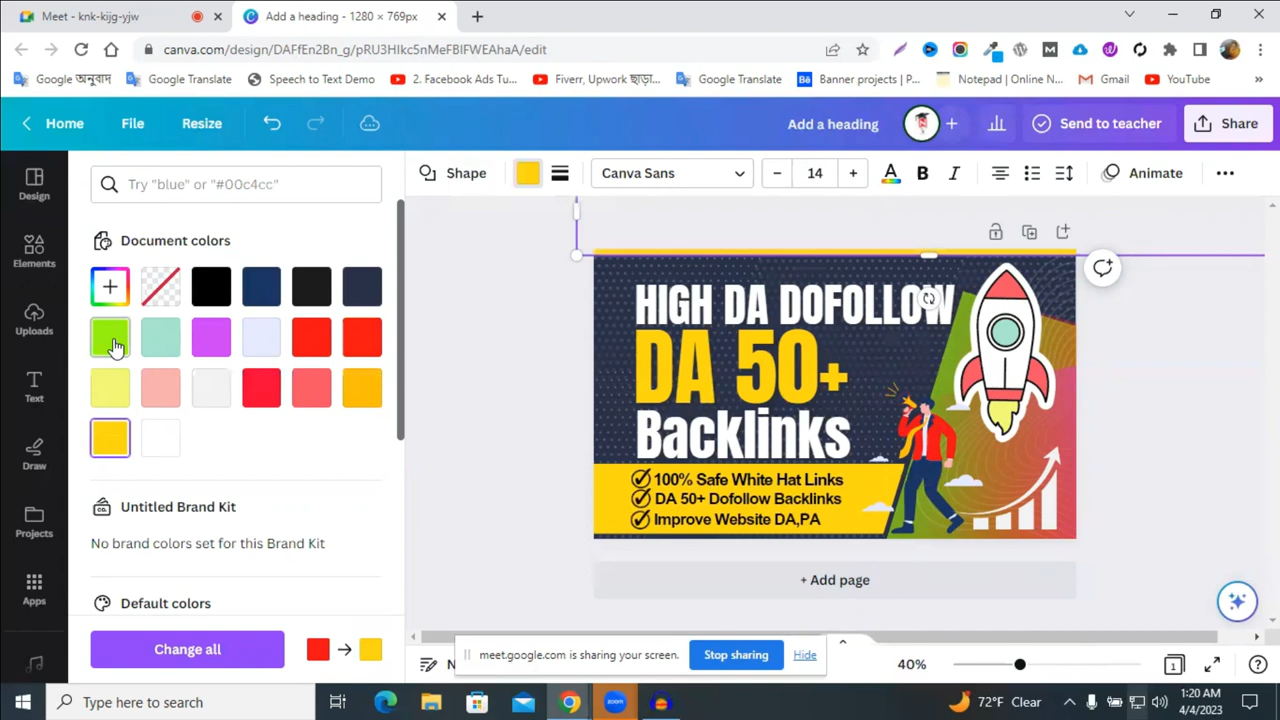 Meet - knk-kijg-yjw
Add a heading - 1280 × 769px
canva.com/design/DAFfEn2Bn_g/pRU3HIkc5nMeFBIFWEAhaA/edit
Google অনুবাদ
Google Translate
Speech to Text Demo
2. Facebook Ads Tu...
Fiverr, Upwork ছাড়া...
Google Translate
Banner projects | P...
Notepad | Online N...
Gmail
YouTube
Home
File
Resize
Add a heading
Send to teacher
Share
Design
Elements
Uploads
Text
Draw
Projects
Apps
Try "blue" or "#00c4cc"
Document colors
Untitled Brand Kit
No brand colors set for this Brand Kit
Default colors
Change all
Shape
Canva Sans
14
Animate
HIGH DA DOFOLLOW
DA 50+
Backlinks
100% Safe White Hat Links
DA 50+ Dofollow Backlinks
Improve Website DA,PA
+ Add page
meet.google.com is sharing your screen.
Stop sharing
Hide
40%
1
Type here to search
zoom
72°F Clear
1:20 AM
4/4/2023